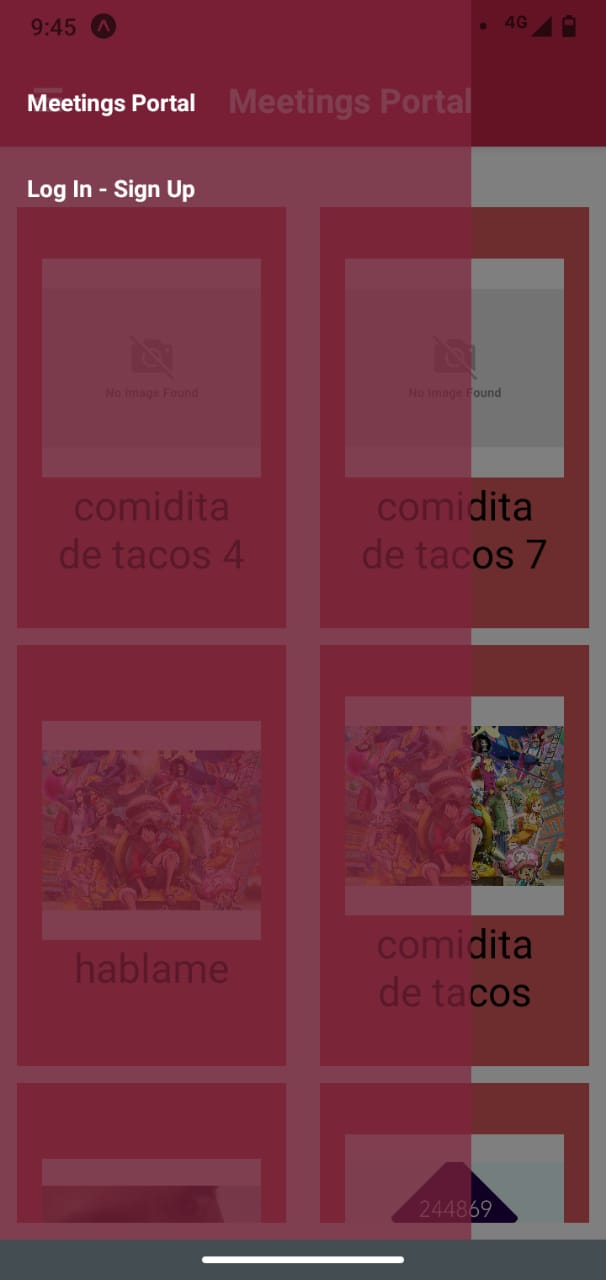 9:45
4G
Meetings Portal
Meetings Portal
Log In - Sign Up
No Image Found
No Image Found
comidita
de tacos 4
comidita
de tacos 7
hablame
comidita
de tacos
244869